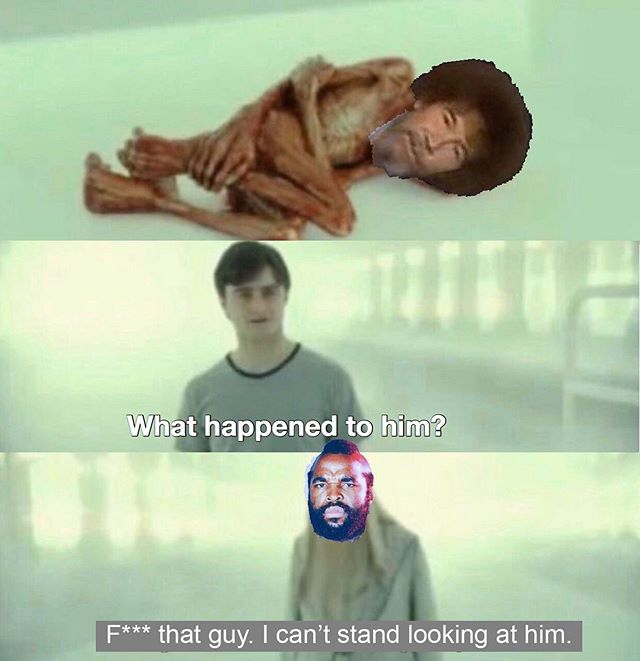 What happened to him?
F*** that guy. I can't stand looking at him.